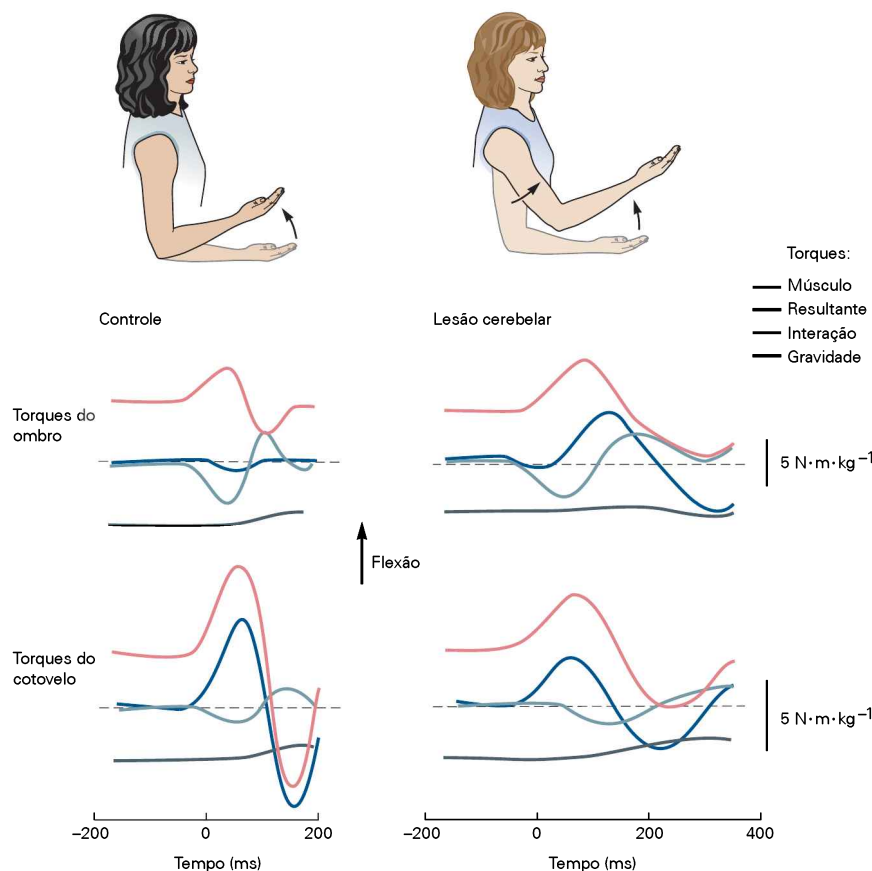 Torques:
Músculo
Resultante
Interação
Gravidade
Controle
Lesão cerebelar
Torques do
ombro
5 N·m·kg⁻¹
Flexão
Torques do
cotovelo
5 N·m·kg⁻¹
–200 0 200
–200 0 200 400
Tempo (ms)
Tempo (ms)